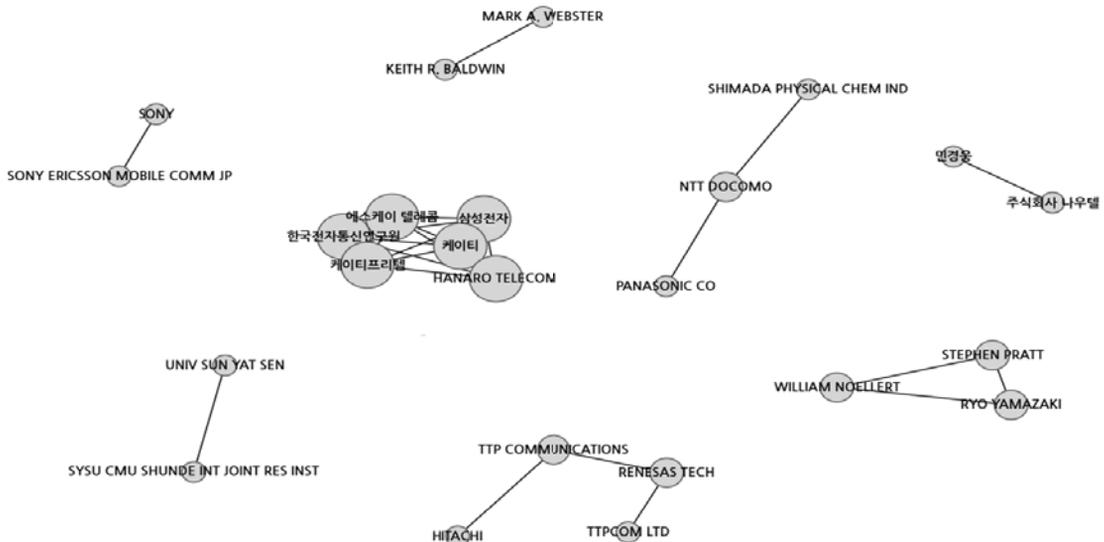 MARK A. WEBSTER
KEITH R. BALDWIN
SHIMADA PHYSICAL CHEM IND
SONY
민경웅
SONY ERICSSON MOBILE COMM JP
NTT DOCOMO
주식회사 나우텔
에스케이 텔레콤
삼성전자
한국전자통신연구원
케이티
케이티프리텔
HANARO TELECOM
PANASONIC CO
STEPHEN PRATT
UNIV SUN YAT SEN
WILLIAM NOELLERT
RYO YAMAZAKI
TTP COMMUNICATIONS
SYSU CMU SHUNDE INT JOINT RES INST
RENESAS TECH
HITACHI
TTPCOM LTD